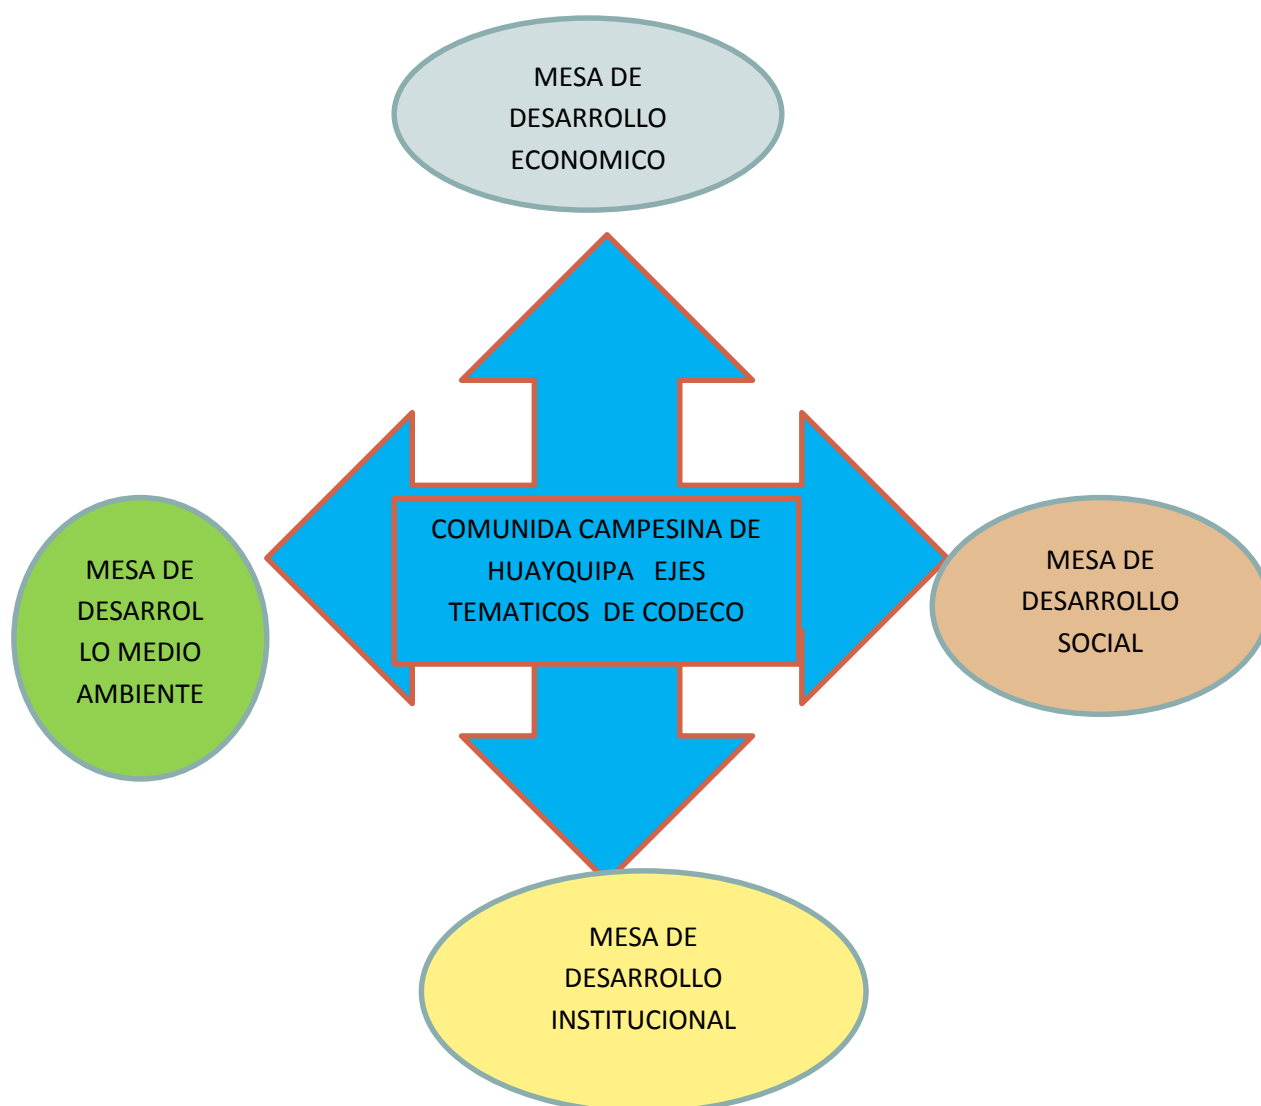 MESA DE
DESARROLLO
ECONOMICO
COMUNIDA CAMPESINA DE
HUAYQUIPA EJES
TEMATICOS DE CODECO
MESA DE
DESARROL
LO MEDIO
AMBIENTE
MESA DE
DESARROLLO
SOCIAL
MESA DE
DESARROLLO
INSTITUCIONAL